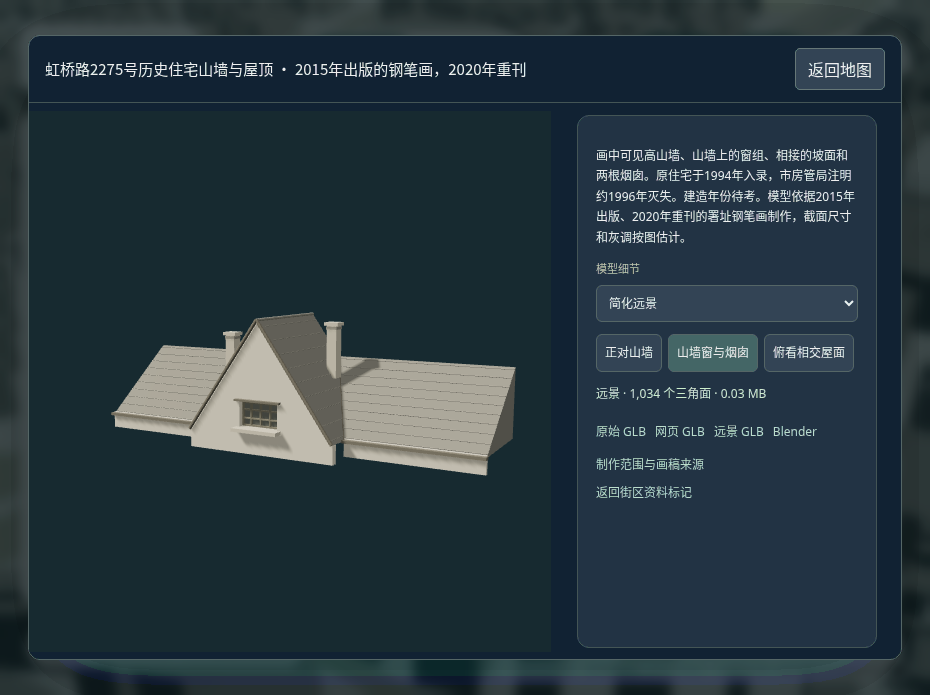 虹桥路2275号历史住宅山墙与屋顶 · 2015年出版的钢笔画，2020年重刊
返回地图
画中可见高山墙、山墙上的窗组、相接的坡面和
两根烟囱。原住宅于1994年入录，市房管局注明
约1996年灭失。建造年份待考。模型依据2015年
出版、2020年重刊的署址钢笔画制作，截面尺寸
和灰调按图估计。
模型细节
简化远景
正对山墙 山墙窗与烟囱 俯看相交屋面
远景 · 1,034 个三角面 · 0.03 MB
原始 GLB 网页 GLB 远景 GLB Blender
制作范围与画稿来源
返回街区资料标记